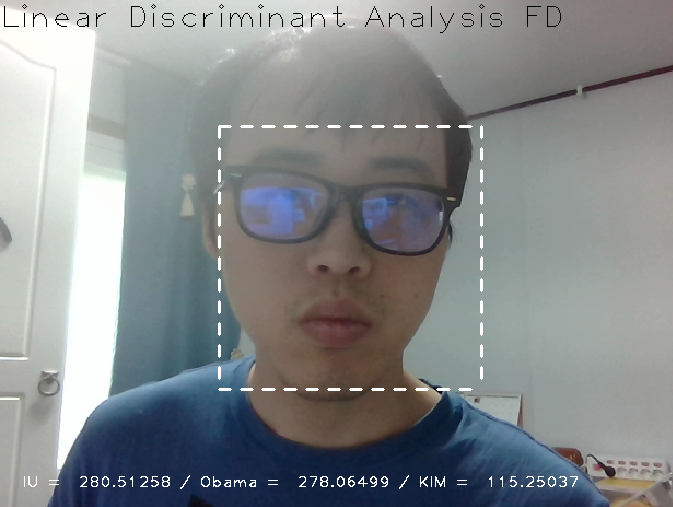 Linear Discriminant Analysis FD
IU = 280.51258 / Obama = 278.06499 / KIM = 115.25037